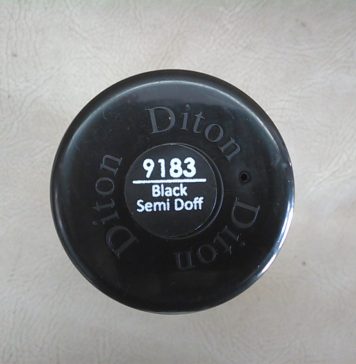 Diton
Diton
Diton
9183
Black
Semi Doff